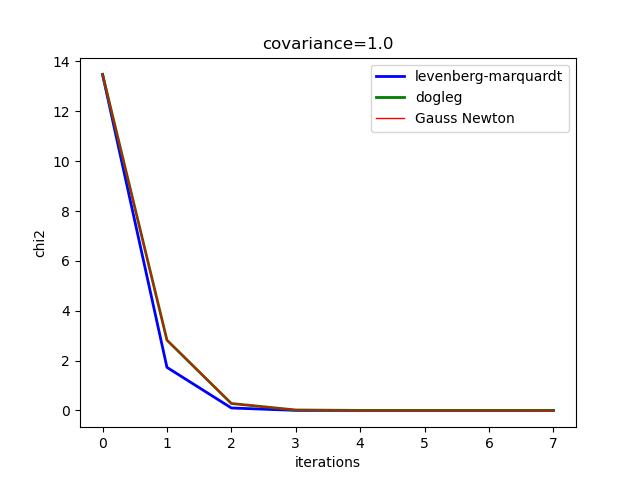 covariance=1.0
levenberg-marquardt
dogleg
Gauss Newton
14
12
10
8
6
4
2
0
chi2
0 1 2 3 4 5 6 7
iterations